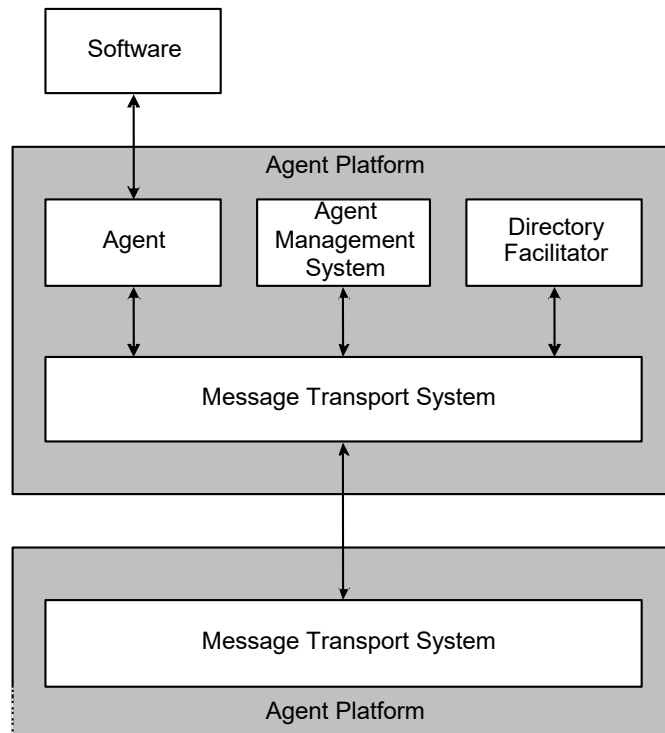 Software
Agent Platform
Agent
Agent
Management
System
Directory
Facilitator
Message Transport System
Message Transport System
Agent Platform